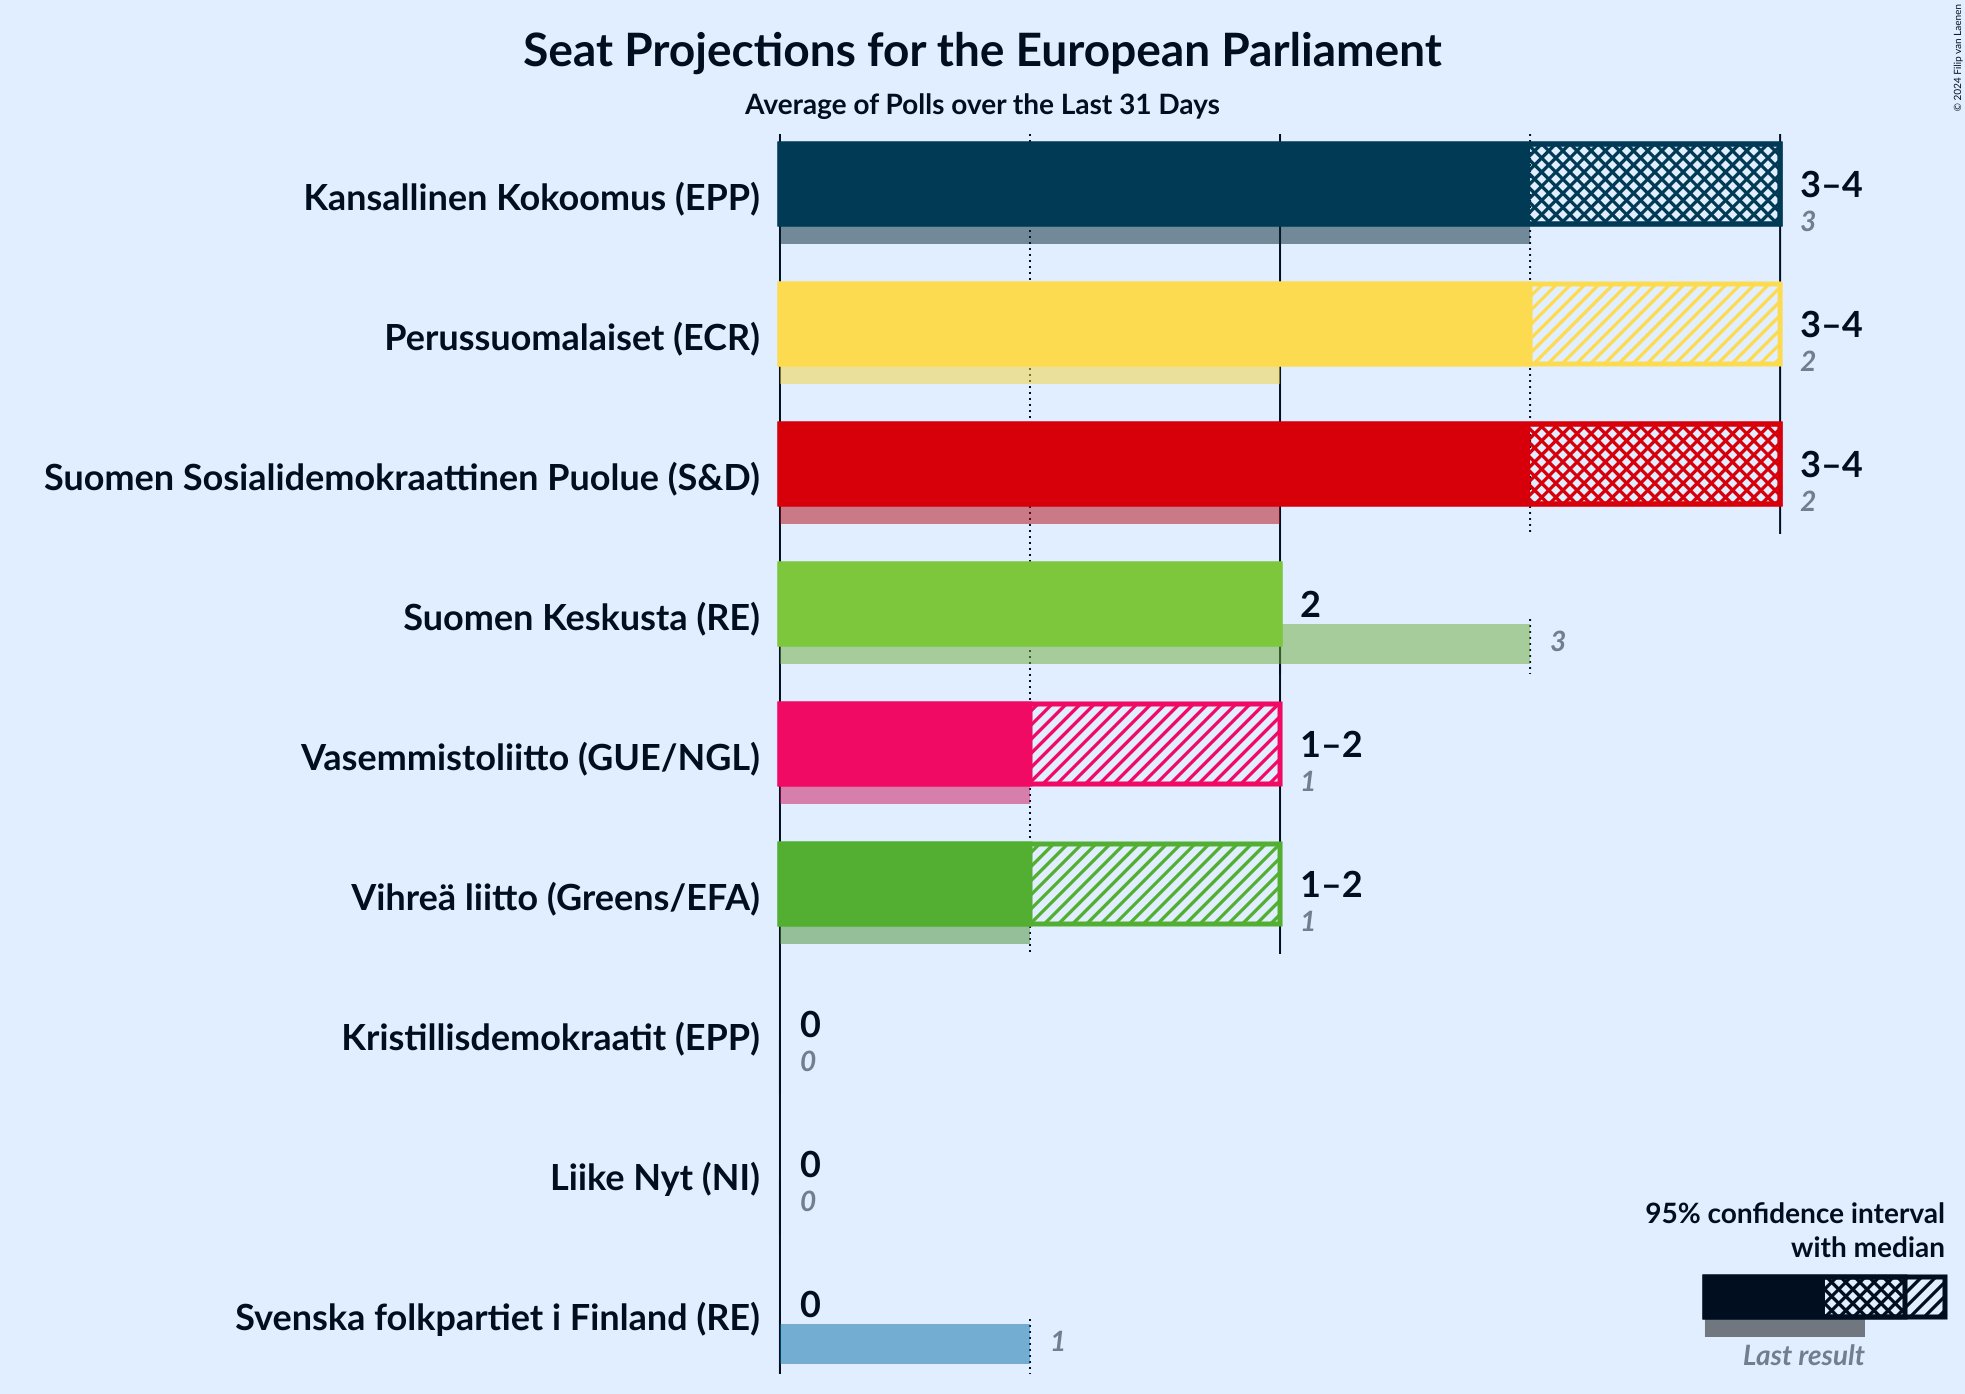 Seat Projections for the European Parliament
Average of Polls over the Last 31 Days
© 2024 Filip van Laenen
Kansallinen Kokoomus (EPP)
3–4
3
Perussuomalaiset (ECR)
3–4
2
Suomen Sosialidemokraattinen Puolue (S&D)
3–4
2
Suomen Keskusta (RE)
2
3
Vasemmistoliitto (GUE/NGL)
1–2
1
Vihreä liitto (Greens/EFA)
1–2
1
Kristillisdemokraatit (EPP)
0
0
Liike Nyt (NI)
0
0
Svenska folkpartiet i Finland (RE)
0
1
95% confidence interval
with median
Last result